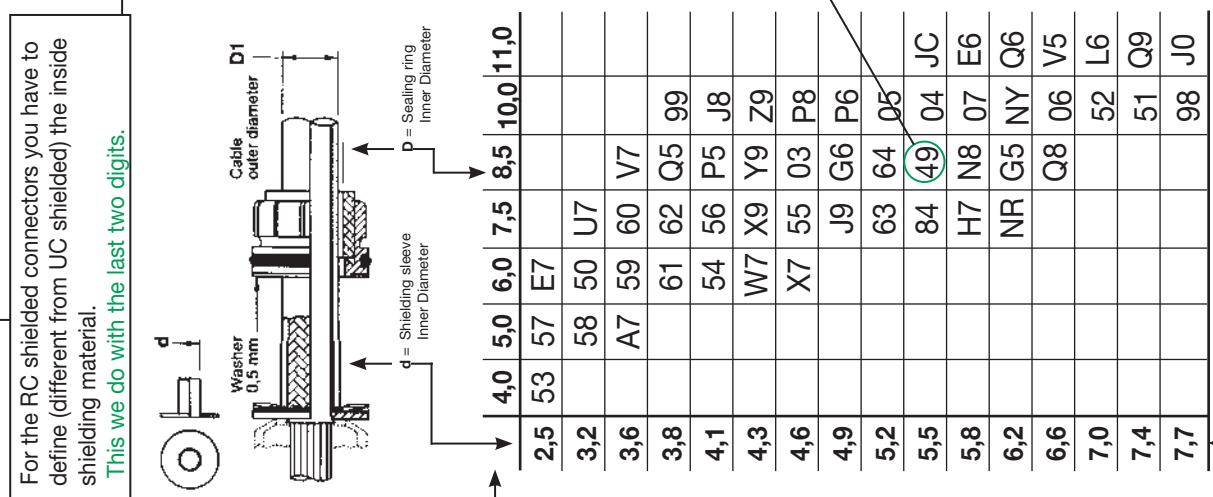 For the RC shielded connectors you have to
define (different from UC shielded) the inside
shielding material.
This we do with the last two digits.
d
Washer
0,5 mm
Cable
outer diameter
D1
d = Shielding sleeve
Inner Diameter
D = Sealing ring
Inner Diameter
4,0 5,0 6,0 7,5 8,5 10,0 11,0
2,5 53 57 E7
3,2 58 50 U7
3,6 A7 59 60 V7
3,8 61 62 Q5 99
4,1 54 56 P5 J8
4,3 W7 X9 Y9 Z9
4,6 X7 55 03 P8
4,9 J9 G6 P6
5,2 63 64 05
5,5 84 49 04 JC
5,8 H7 N8 07 E6
6,2 NR G5 NY Q6
6,6 Q8 06 V5
7,0 52 L6
7,4 51 Q9
7,7 98 J0